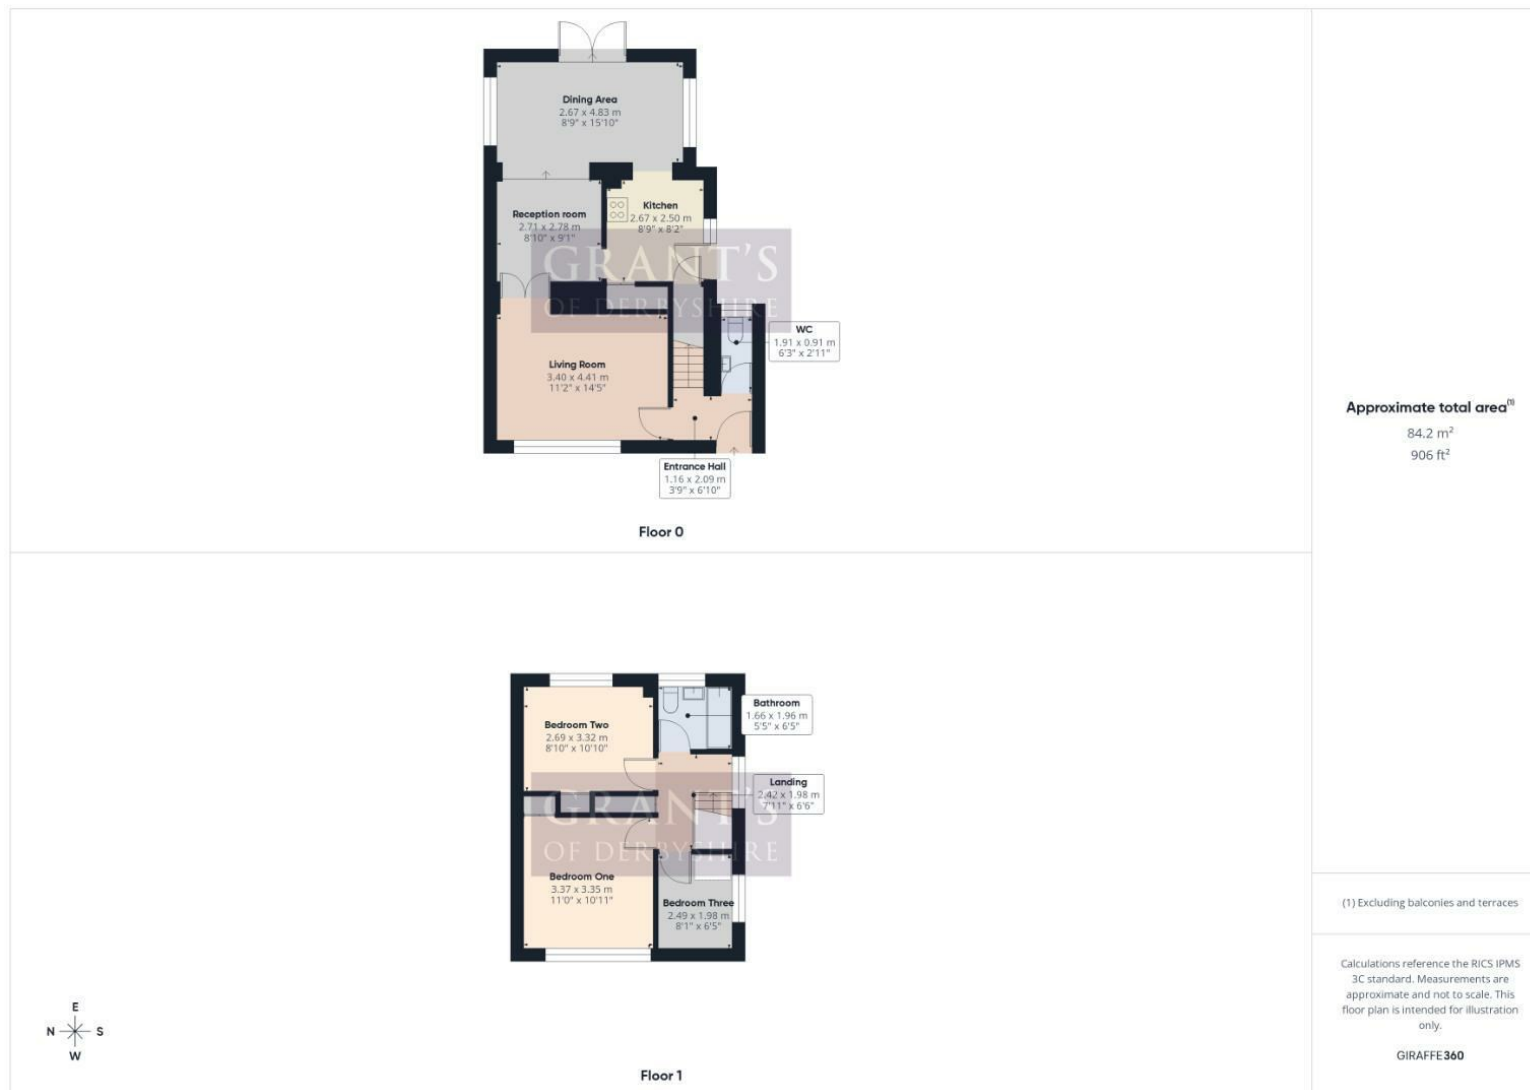 Dining Area
2.67 x 4.83 m
8'9" x 15'10"
Reception room
2.71 x 2.78 m
8'10" x 9'1"
Kitchen
2.67 x 2.50 m
8'9" x 8'2"
GRANT'S
OF DERBYSHIRE
WC
1.91 x 0.91 m
6'3" x 2'11"
Living Room
3.40 x 4.41 m
11'2" x 14'5"
Entrance Hall
1.16 x 2.09 m
3'9" x 6'10"
Floor 0
Approximate total area(1)
84.2 m²
906 ft²
Bedroom Two
2.69 x 3.32 m
8'10" x 10'10"
Bathroom
1.66 x 1.96 m
5'5" x 6'5"
Landing
2.42 x 1.98 m
7'11" x 6'6"
GRANT'S
OF DERBYSHIRE
Bedroom One
3.37 x 3.35 m
11'0" x 10'11"
Bedroom Three
2.49 x 1.98 m
8'1" x 6'5"
E
N S
W
Floor 1
(1) Excluding balconies and terraces
Calculations reference the RICS IPMS
3C standard. Measurements are
approximate and not to scale. This
floor plan is intended for illustration
only.
GIRAFFE360